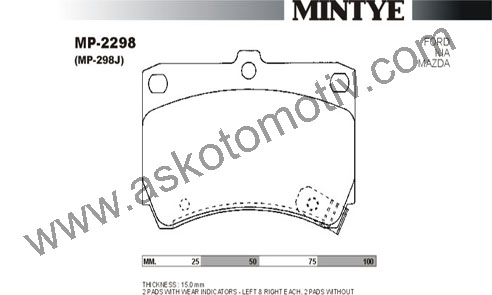 MINTYE
MP-2298
(MP-298J)
FORD
KIA
MAZDA
www.askotomotiv.com
MM. 25 50 75 100
THICKNESS : 15.0 mm
2 PADS WITH WEAR INDICATORS - LEFT & RIGHT EACH, 2 PADS WITHOUT